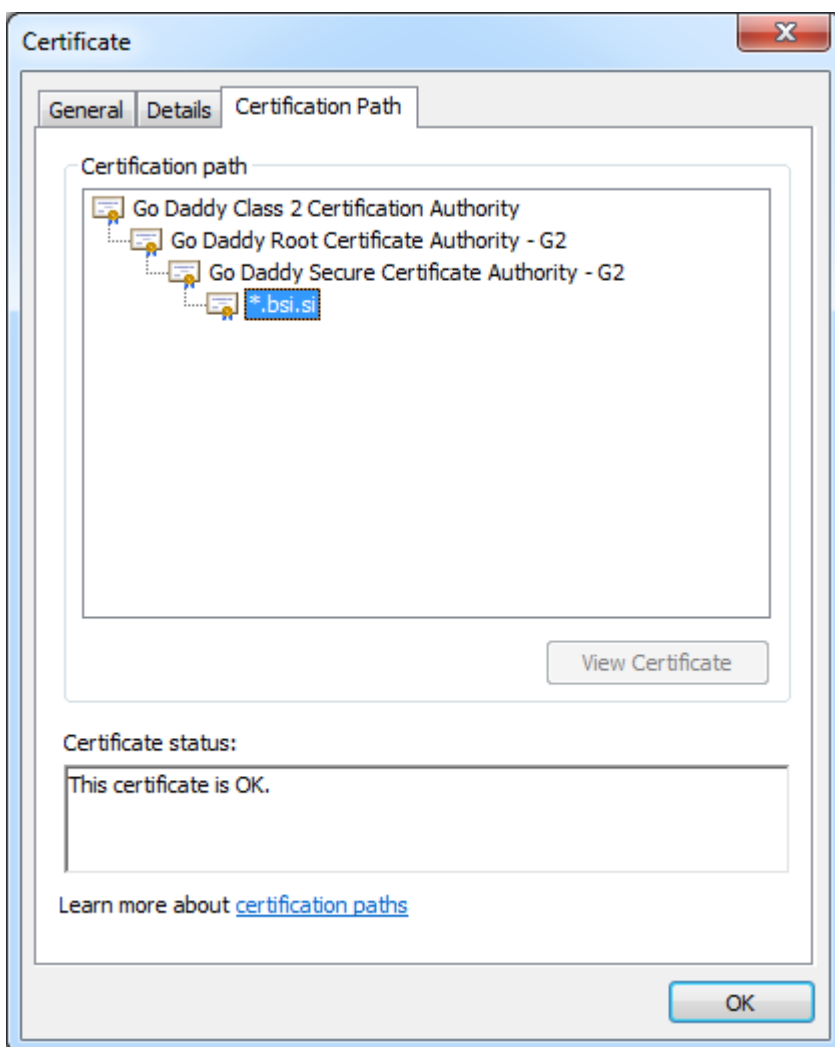 Certificate
General Details Certification Path
Certification path
Go Daddy Class 2 Certification Authority
Go Daddy Root Certificate Authority - G2
Go Daddy Secure Certificate Authority - G2
*.bsi.si
View Certificate
Certificate status:
This certificate is OK.
Learn more about certification paths
OK